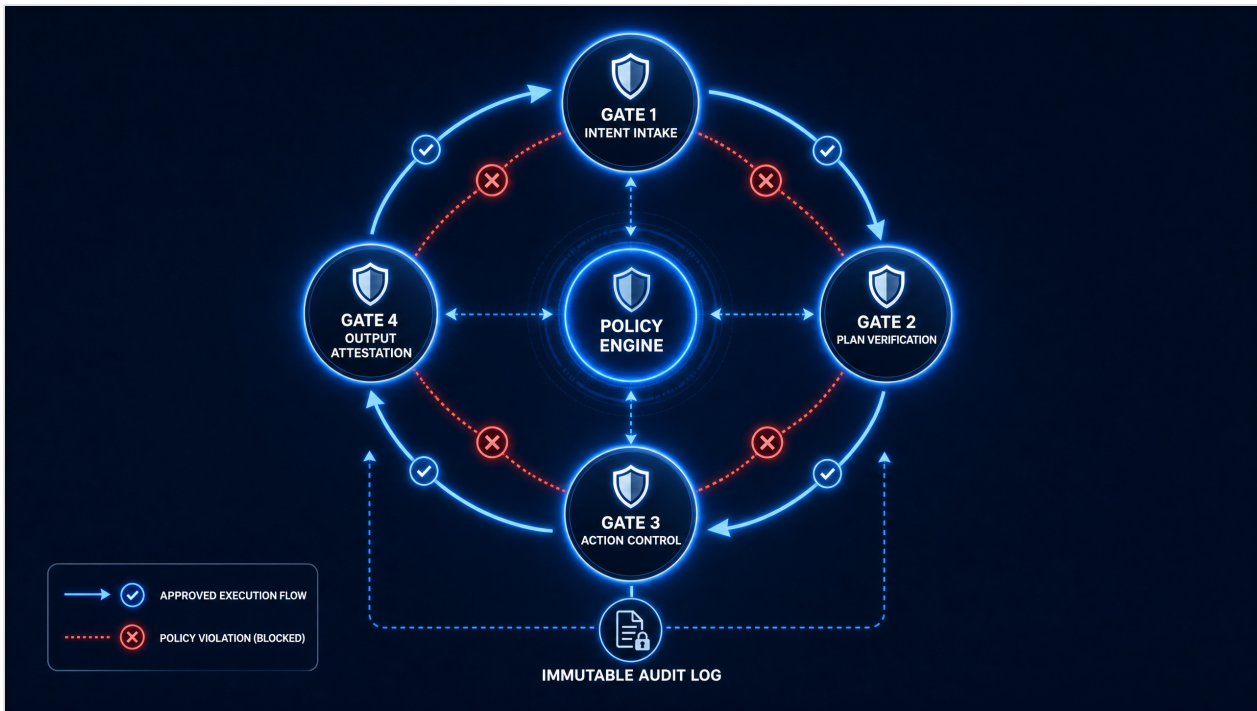 GATE 1
INTENT INTAKE
GATE 4
OUTPUT
ATTESTATION
POLICY
ENGINE
GATE 2
PLAN VERIFICATION
GATE 3
ACTION CONTROL
APPROVED EXECUTION FLOW
POLICY VIOLATION (BLOCKED)
IMMUTABLE AUDIT LOG